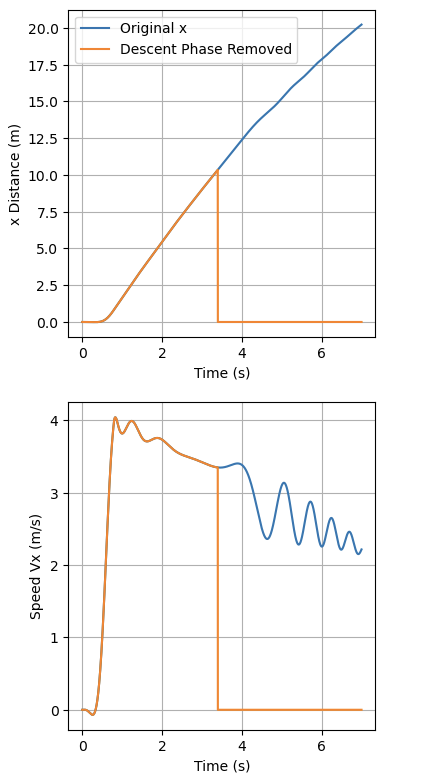 Original x
Descent Phase Removed
20.0
17.5
15.0
12.5
10.0
7.5
5.0
2.5
0.0
x Distance (m)
0 2 4 6
Time (s)
4
3
2
1
0
Speed Vx (m/s)
0 2 4 6
Time (s)